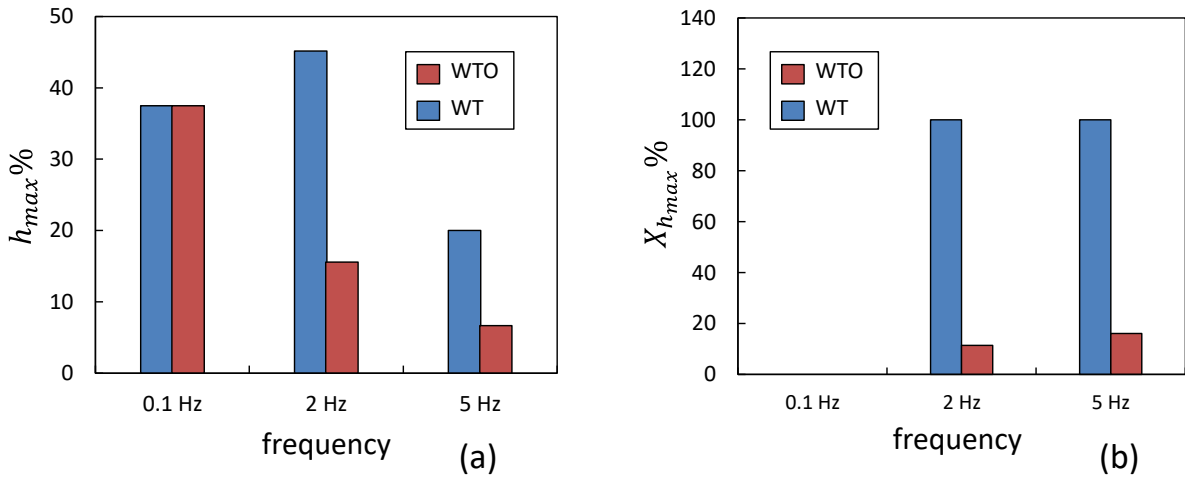 50
40
30
20
10
0
h_max%
WTO
WT
0.1 Hz
2 Hz
5 Hz
frequency
(a)
140
120
100
80
60
40
20
0
X_h_max%
WTO
WT
0.1 Hz
2 Hz
5 Hz
frequency
(b)